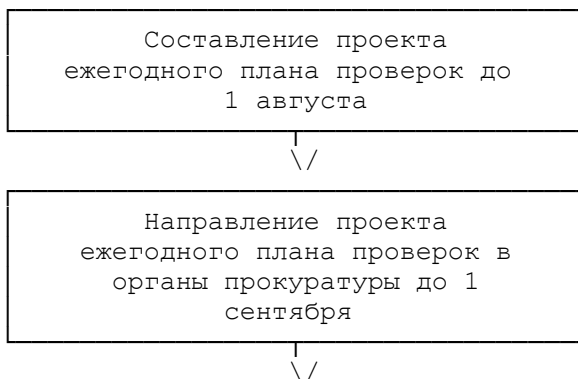 Составление проекта
ежегодного плана проверок до
1 августа
\/
Направление проекта
ежегодного плана проверок в
органы прокуратуры до 1
сентября
\/